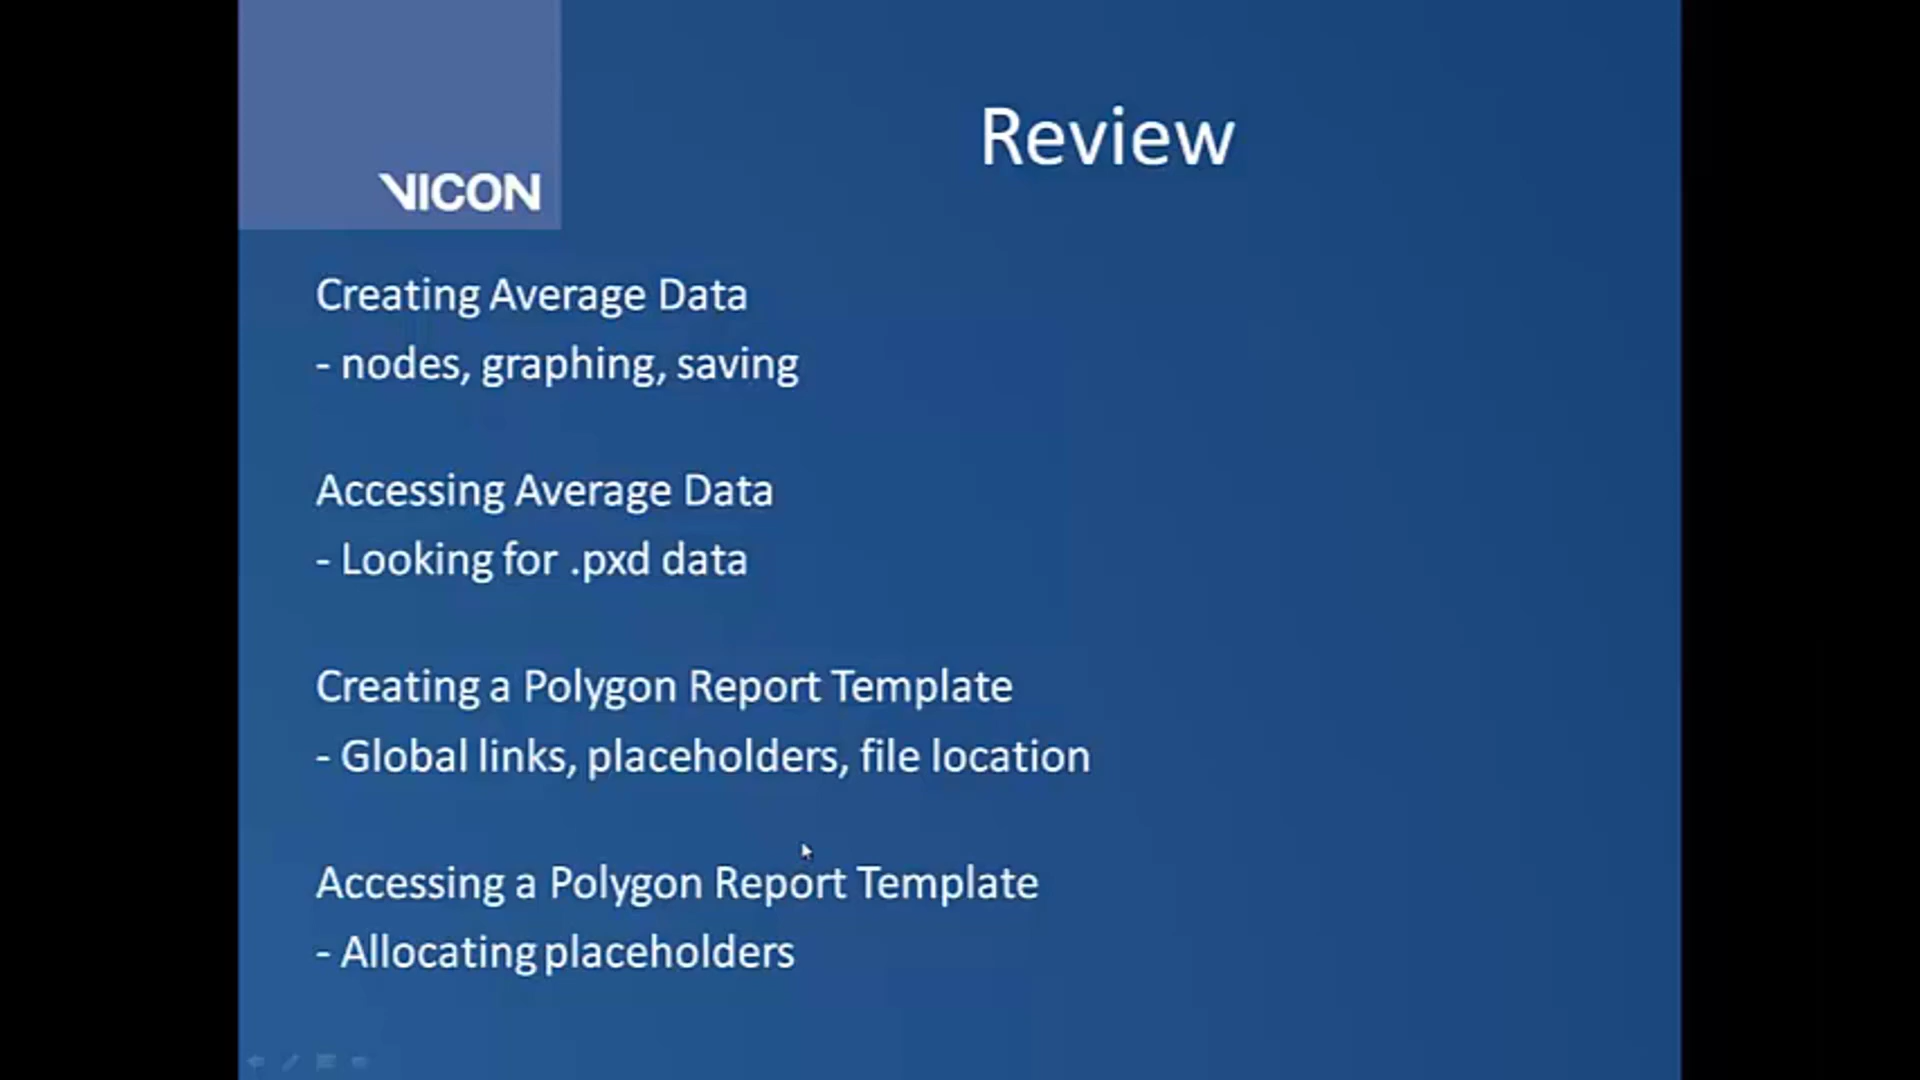 VICON
Review
Creating Average Data
- nodes, graphing, saving
Accessing Average Data
- Looking for .pxd data
Creating a Polygon Report Template
- Global links, placeholders, file location
Accessing a Polygon Report Template
- Allocating placeholders